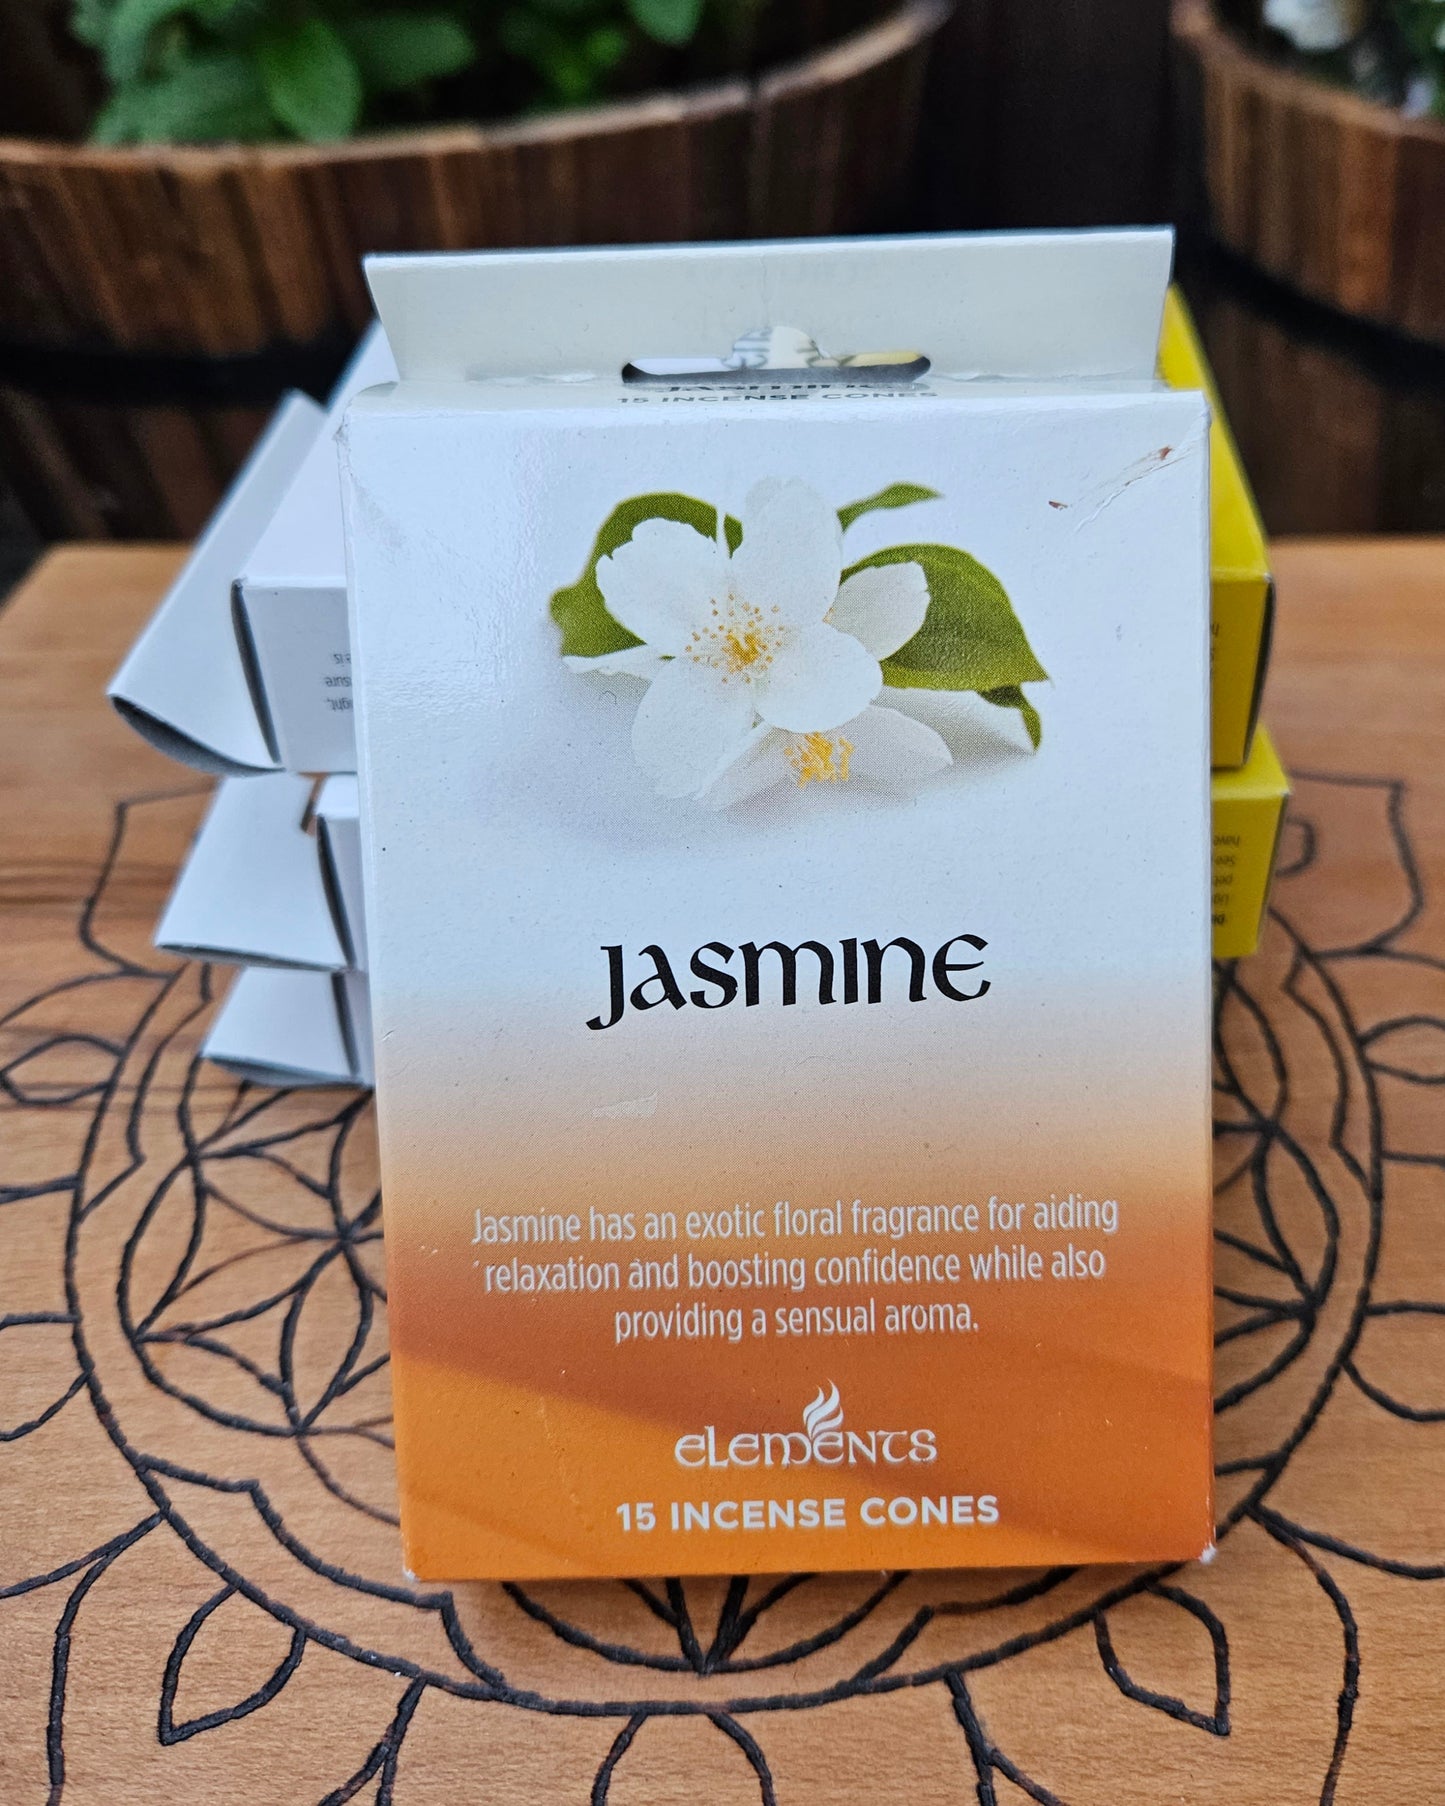 15 INCENSE CONES
JASMINE
Jasmine has an exotic floral fragrance for aiding
relaxation and boosting confidence while also
providing a sensual aroma.
ELEMENTS
15 INCENSE CONES